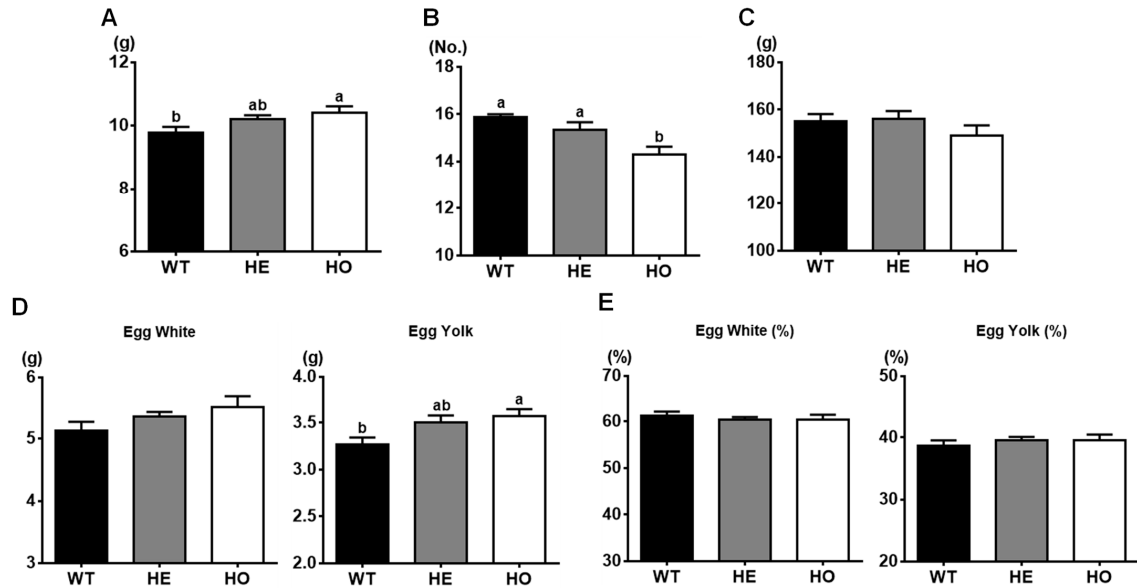 A
(g)
12
10
8
6
b
ab
a
WT
HE
HO
B
(No.)
18
16
14
12
10
a
a
b
WT
HE
HO
C
(g)
180
160
140
120
100
WT
HE
HO
D
Egg White
(g)
6
5
4
3
WT
HE
HO
Egg Yolk
(g)
4.0
3.5
3.0
2.5
2.0
b
ab
a
WT
HE
HO
E
Egg White (%)
(%)
70
60
50
40
30
WT
HE
HO
Egg Yolk (%)
(%)
50
40
30
20
WT
HE
HO